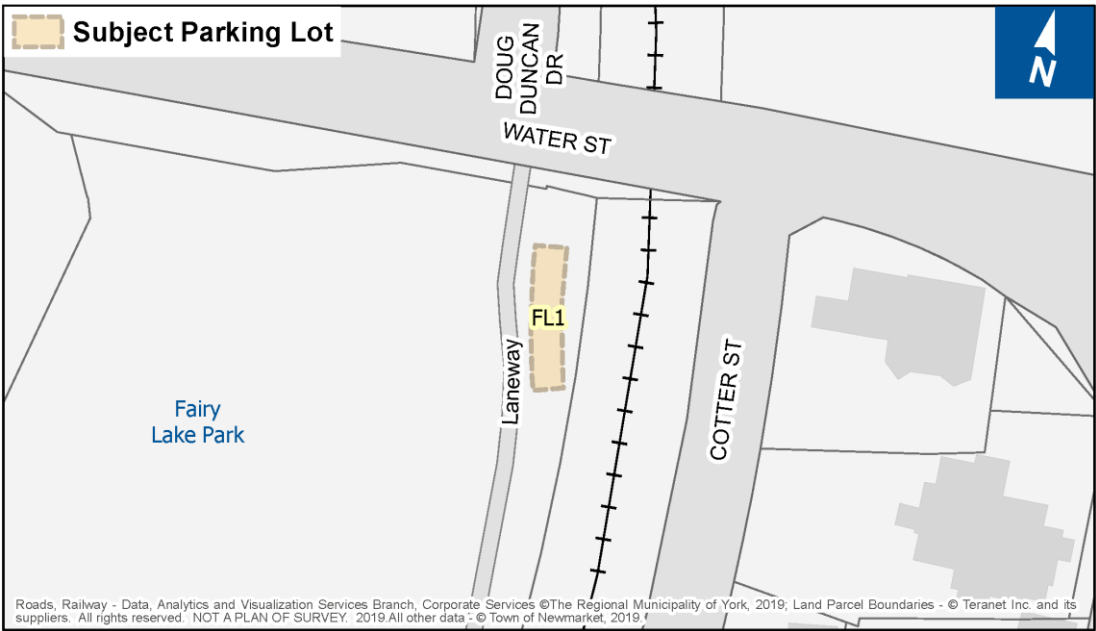 Subject Parking Lot
N
DOUG
DUNCAN
DR
WATER ST
FL1
Laneway
COTTER ST
Fairy
Lake Park
Roads, Railway - Data, Analytics and Visualization Services Branch, Corporate Services ©The Regional Municipality of York, 2019; Land Parcel Boundaries - © Teranet Inc. and its
suppliers. All rights reserved. NOT A PLAN OF SURVEY. 2019.All other data - © Town of Newmarket, 2019.